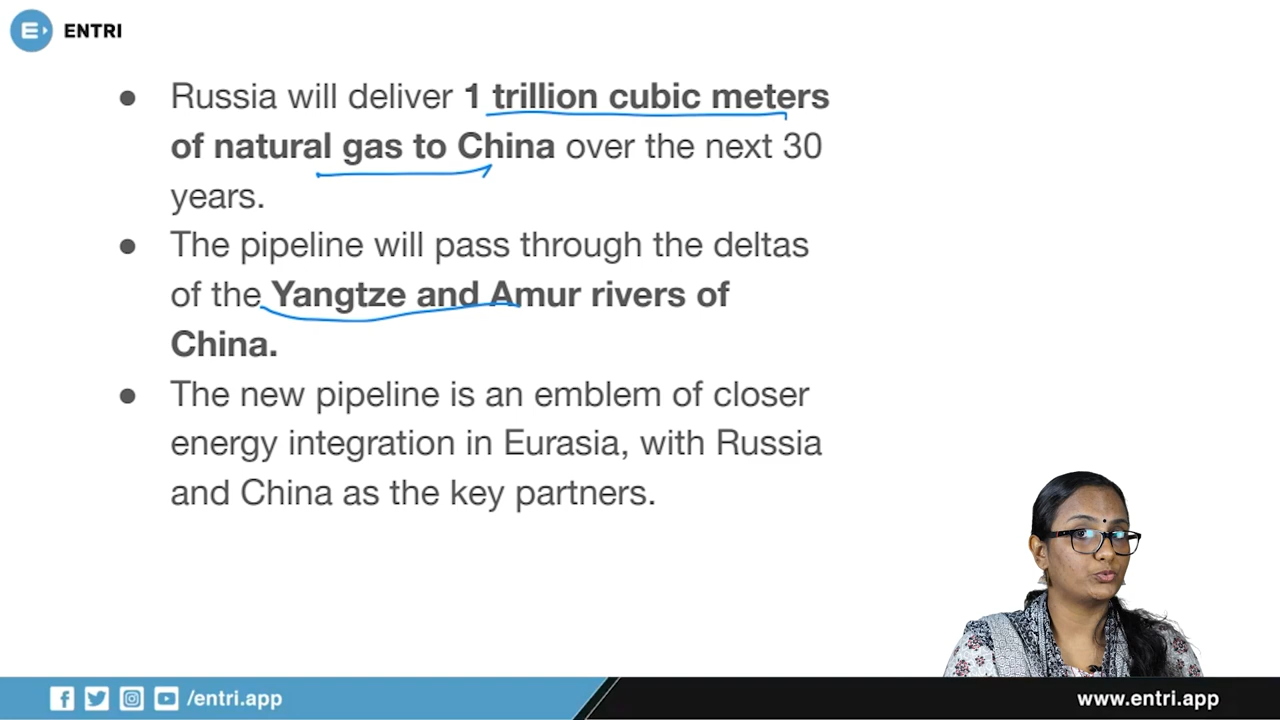 ENTRI
● Russia will deliver 1 trillion cubic meters
of natural gas to China over the next 30
years.
● The pipeline will pass through the deltas
of the Yangtze and Amur rivers of
China.
● The new pipeline is an emblem of closer
energy integration in Eurasia, with Russia
and China as the key partners.
/entri.app
www.entri.app